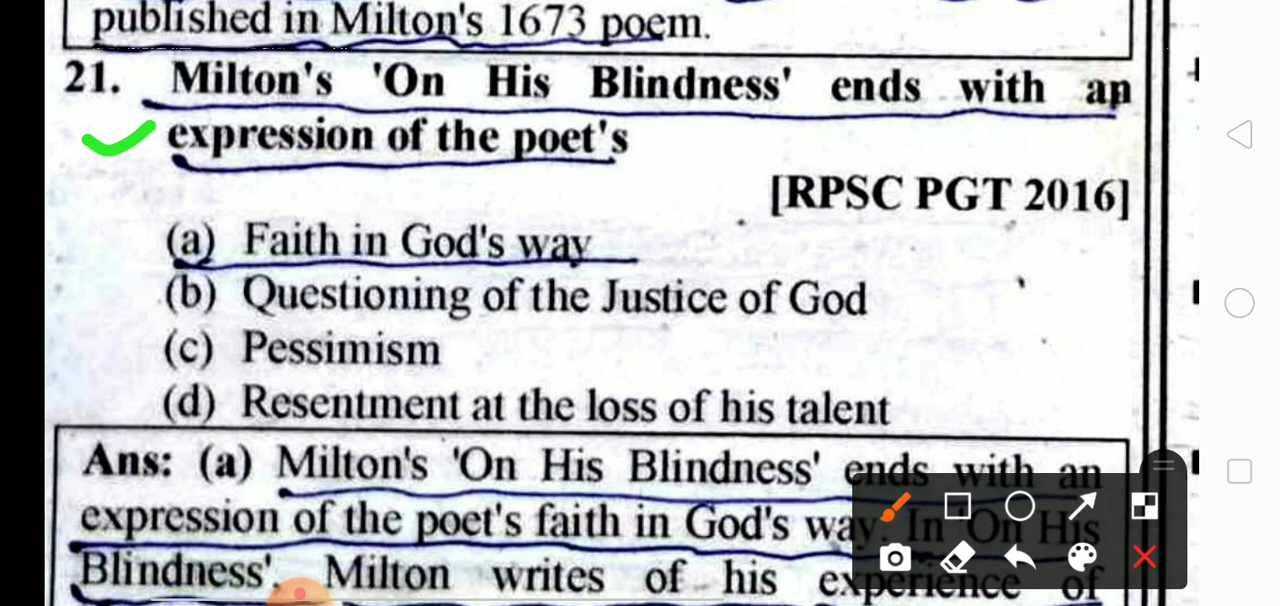 published in Milton's 1673 poem.
21. Milton's 'On His Blindness' ends with an
expression of the poet's
[RPSC PGT 2016]
(a) Faith in God's way
(b) Questioning of the Justice of God
(c) Pessimism
(d) Resentment at the loss of his talent
Ans: (a) Milton's 'On His Blindness' ends with an
expression of the poet's faith in God's way. In 'On His
Blindness'. Milton writes of his experience of